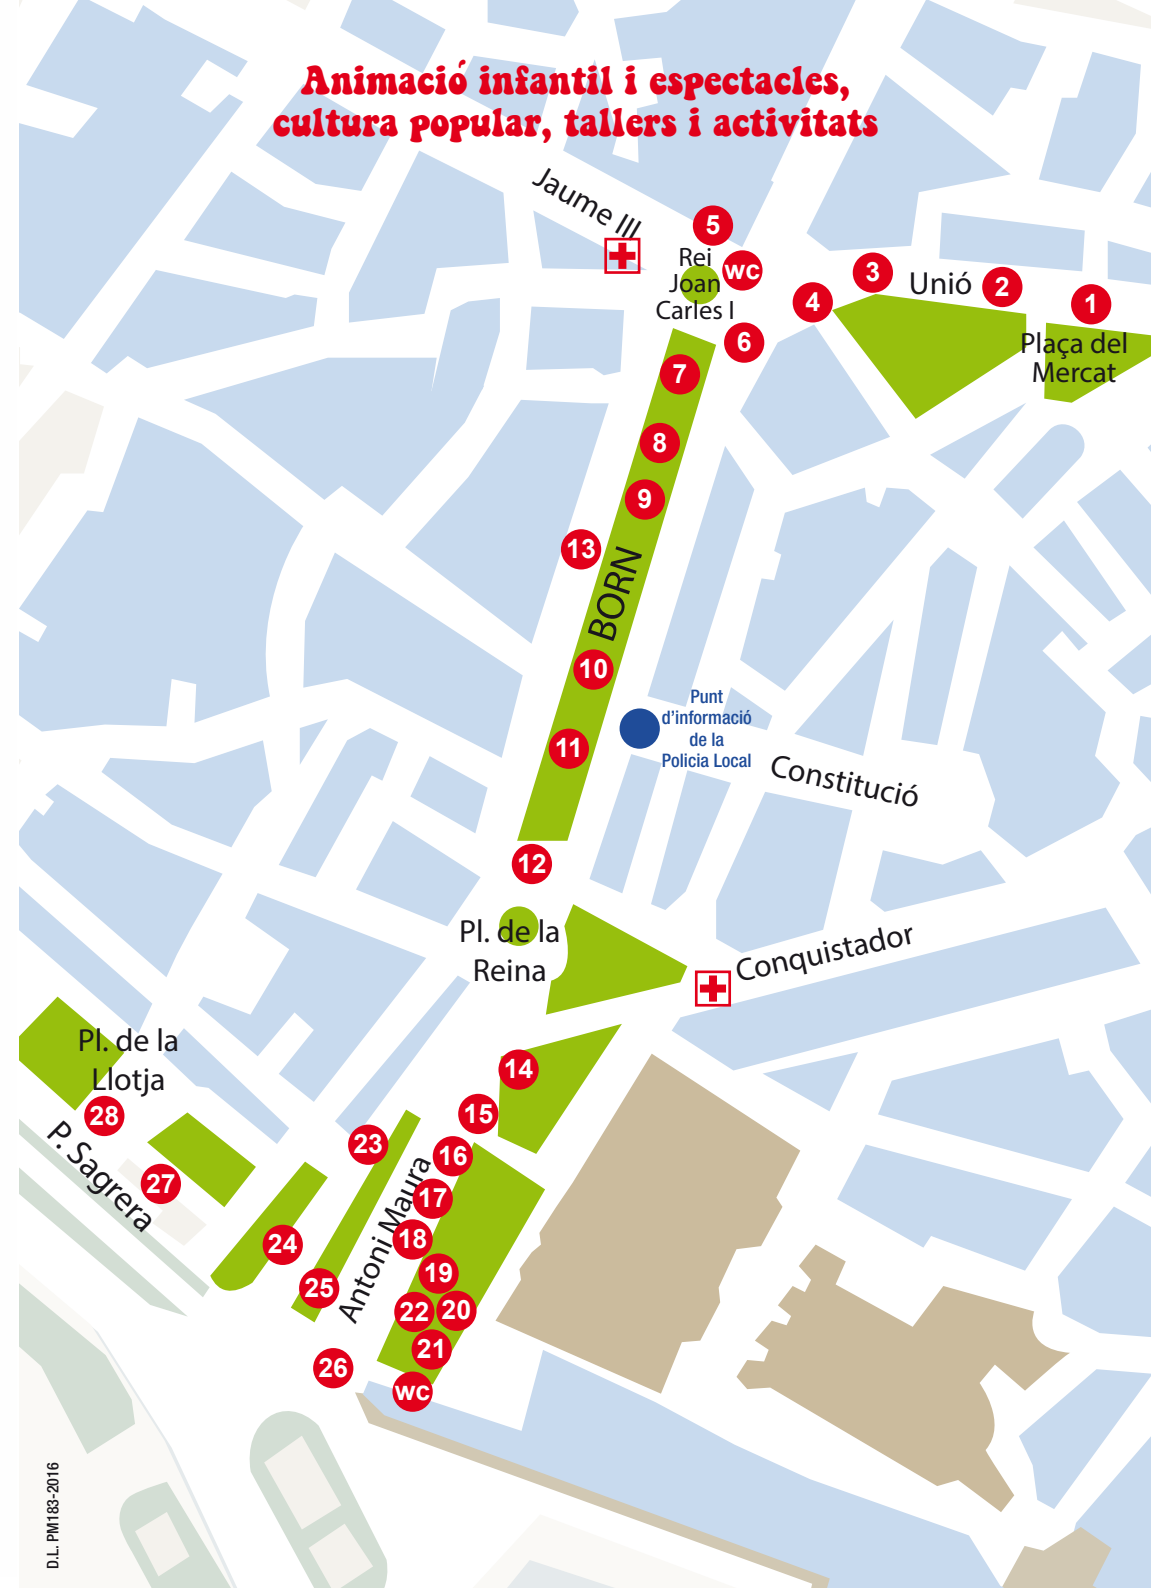 Animació infantil i espectacles,
cultura popular, tallers i activitats
Jaume III
5
Rei
Joan
Carles I
wc
3
Unió
2
1
4
6
Plaça del
Mercat
7
8
9
13
BORN
10
11
Punt
d'informació
de la
Policia Local
Constitució
12
Pl. de la
Reina
Conquistador
Pl. de la
Llotja
28
P. Sagrera
27
14
15
23
16
17
Antoni Maura
18
24
19
25
22
20
21
26
wc
D.L. PM183-2016